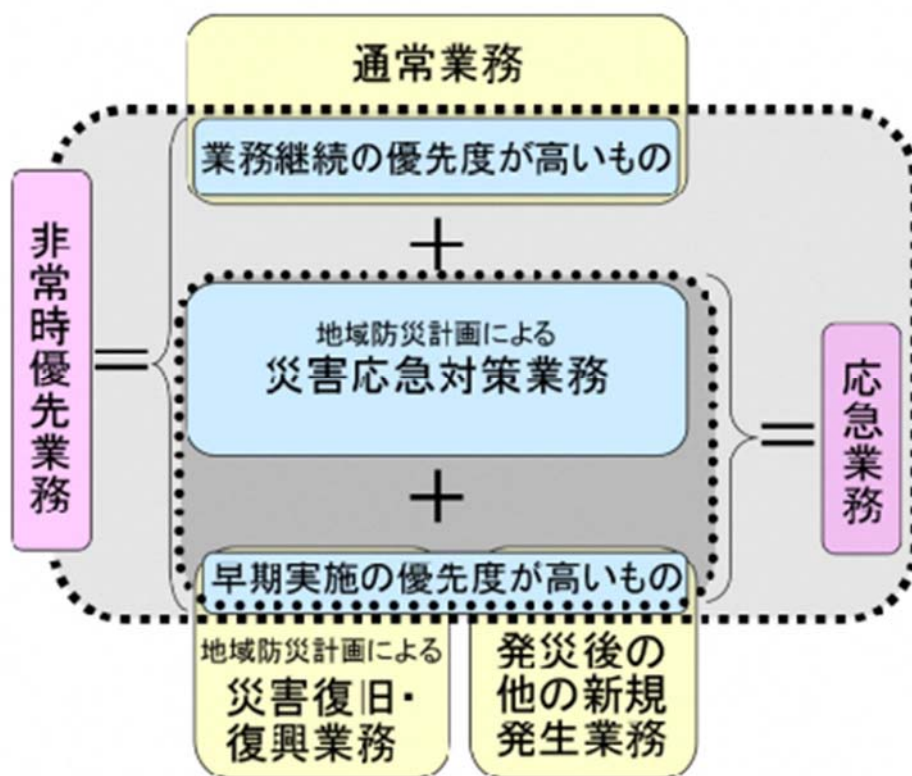 通常業務
業務継続の優先度が高いもの
＋
非常時優先業務
＝
地域防災計画による
災害応急対策業務
＝
応急業務
＋
早期実施の優先度が高いもの
地域防災計画による
災害復旧・
復興業務
発災後の
他の新規
発生業務